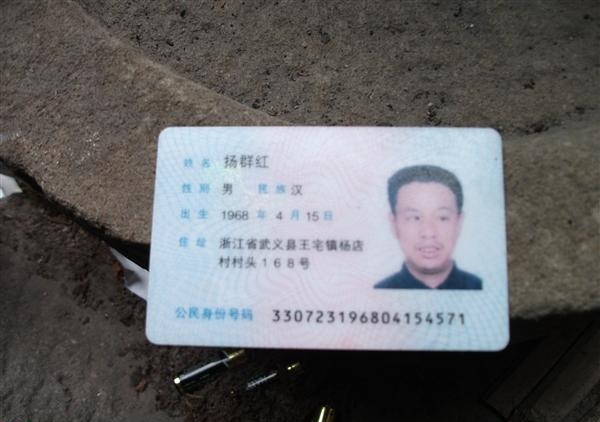 姓名 扬群红
性别 男 民族 汉
出生 1968 年 4 月 15 日
住址 浙江省武义县王宅镇杨店
村村头168号
公民身份号码 330723196804154571